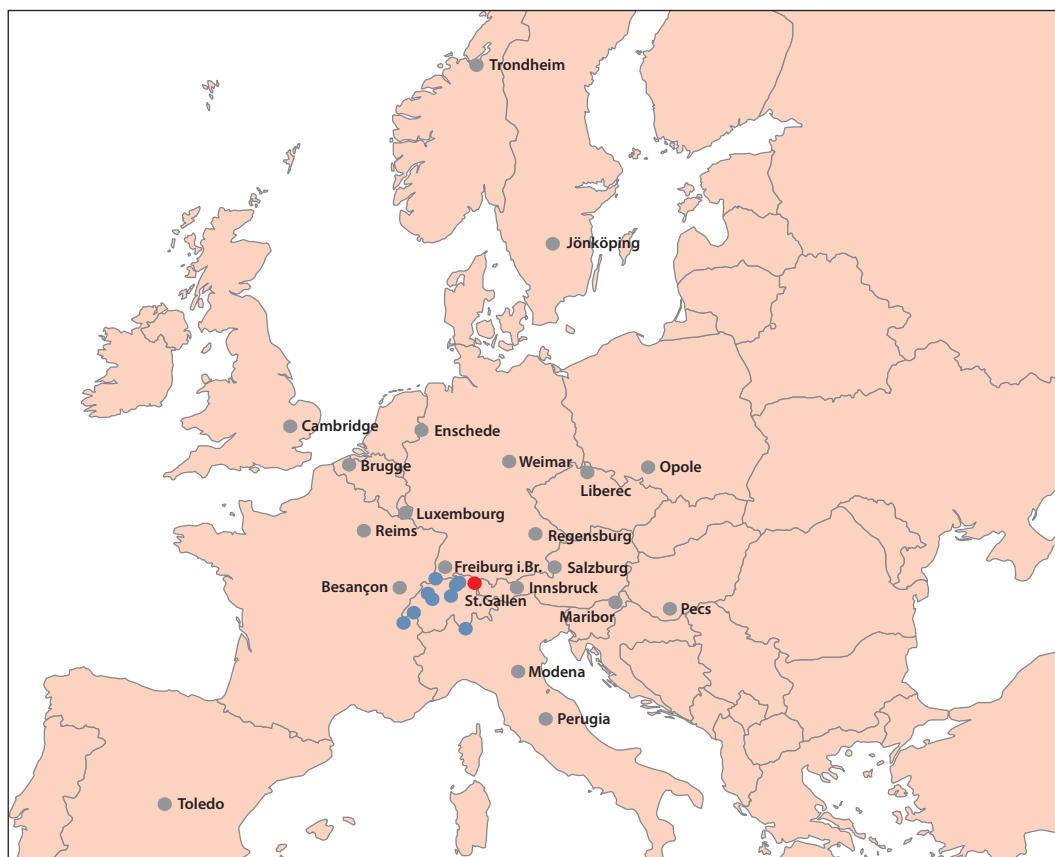 Trondheim
Jönköping
Cambridge
Enschede
Brugge
Weimar
Opole
Liberec
Luxembourg
Reims
Regensburg
Freiburg i.Br.
Salzburg
Besançon
Innsbruck
St.Gallen
Maribor
Pecs
Modena
Perugia
Toledo